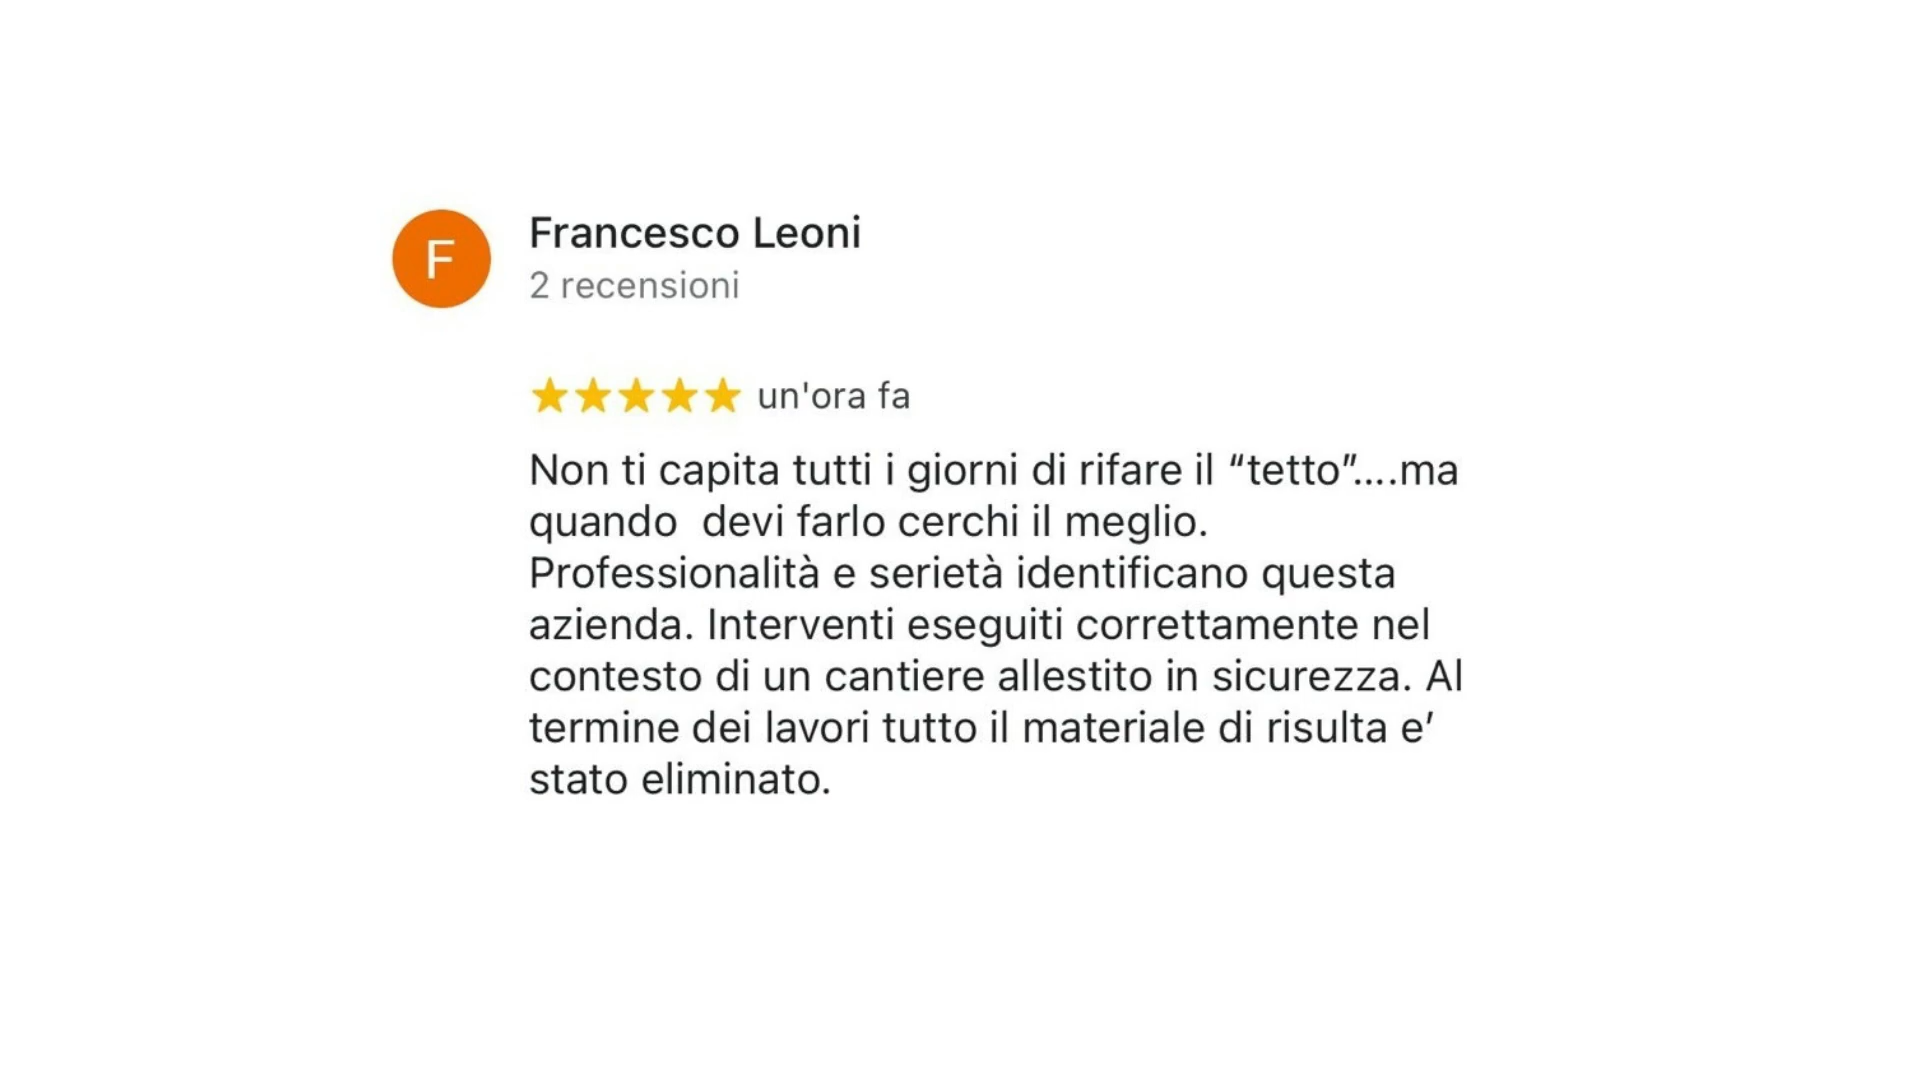 F
Francesco Leoni
2 recensioni
un'ora fa
Non ti capita tutti i giorni di rifare il “tetto”....ma
quando  devi farlo cerchi il meglio.
Professionalità e serietà identificano questa
azienda. Interventi eseguiti correttamente nel
contesto di un cantiere allestito in sicurezza. Al
termine dei lavori tutto il materiale di risulta e’
stato eliminato.